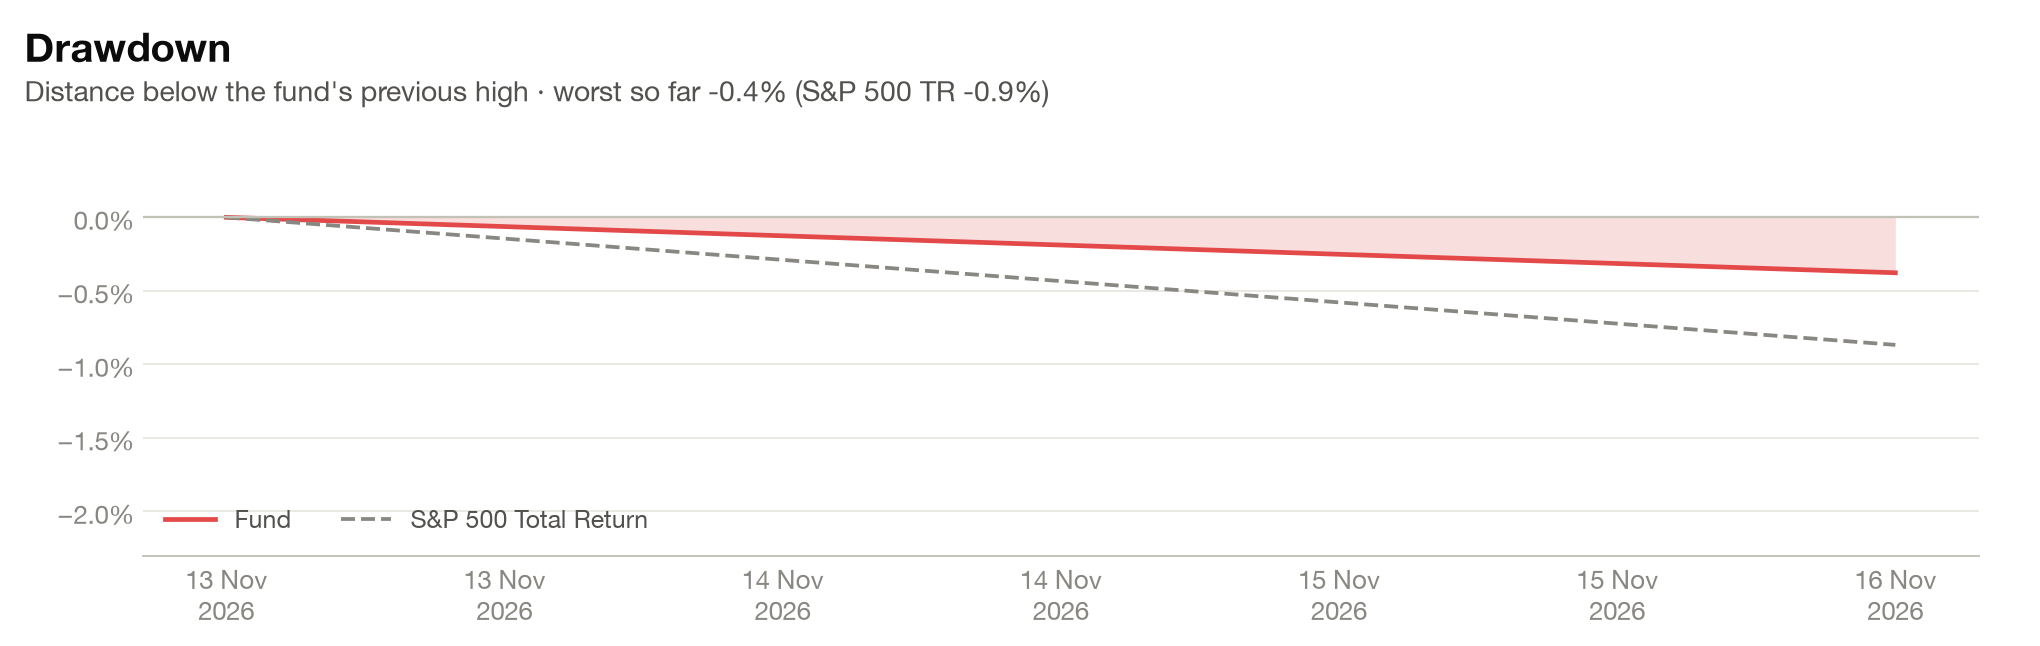 Drawdown
Distance below the fund's previous high · worst so far -0.4% (S&P 500 TR -0.9%)
0.0%
−0.5%
−1.0%
−1.5%
−2.0%
Fund
S&P 500 Total Return
13 Nov
2026
13 Nov
2026
14 Nov
2026
14 Nov
2026
15 Nov
2026
15 Nov
2026
16 Nov
2026